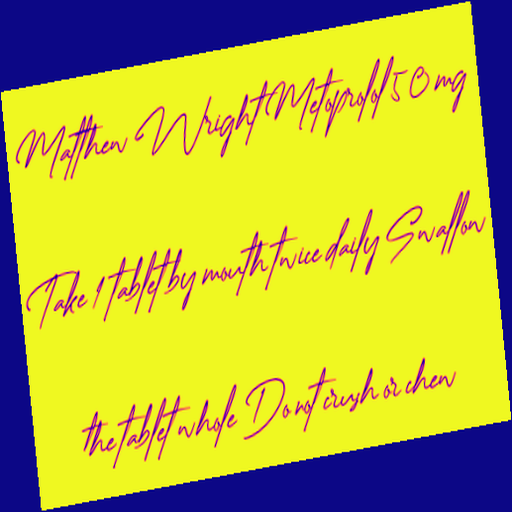 Matthew Wright Metoprolol 50 mg
Take 1 tablet by mouth twice daily Swallow
the tablet whole Do not crush or chew